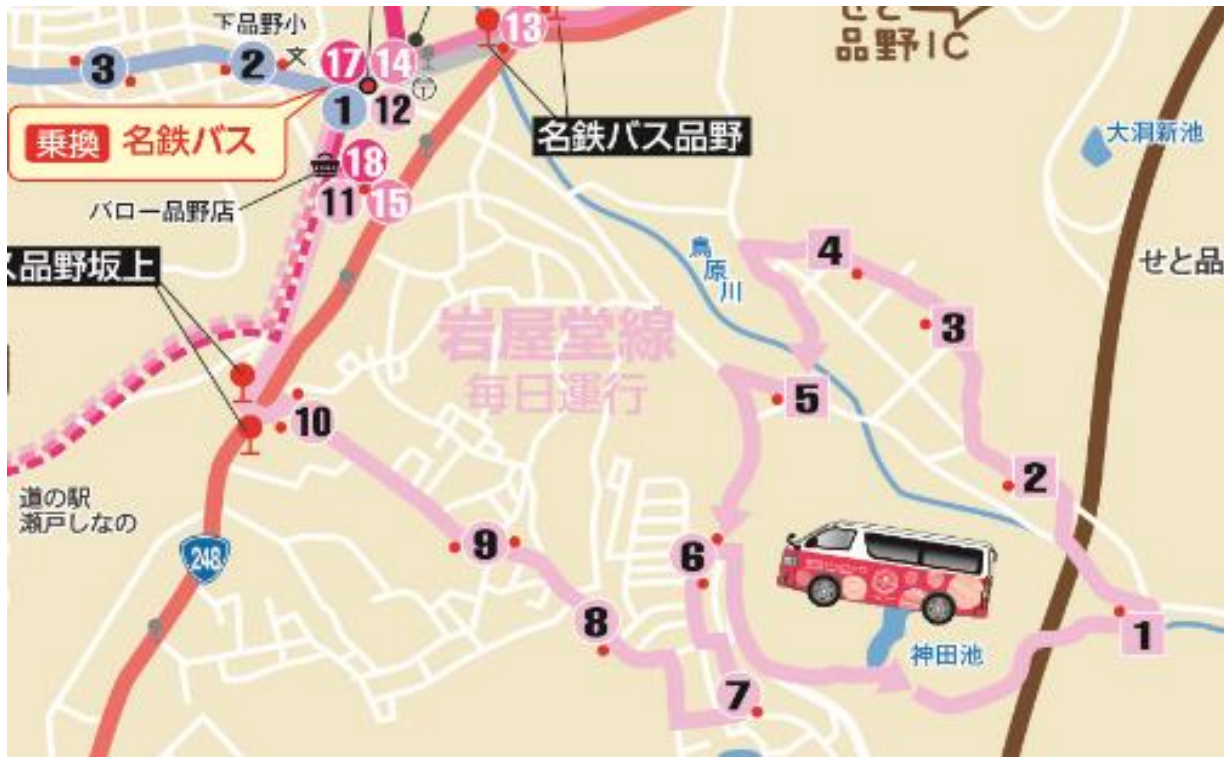 せと
品野IC
下品野小
文
3
2
17
14
13
1
12
乗換 名鉄バス
名鉄バス品野
大洞新池
18
11
15
バロー品野店
ス品野坂上
鳥原川
4
せと品
3
岩屋堂線
毎日運行
5
10
2
道の駅
瀬戸しなの
9
6
248
8
1
神田池
7